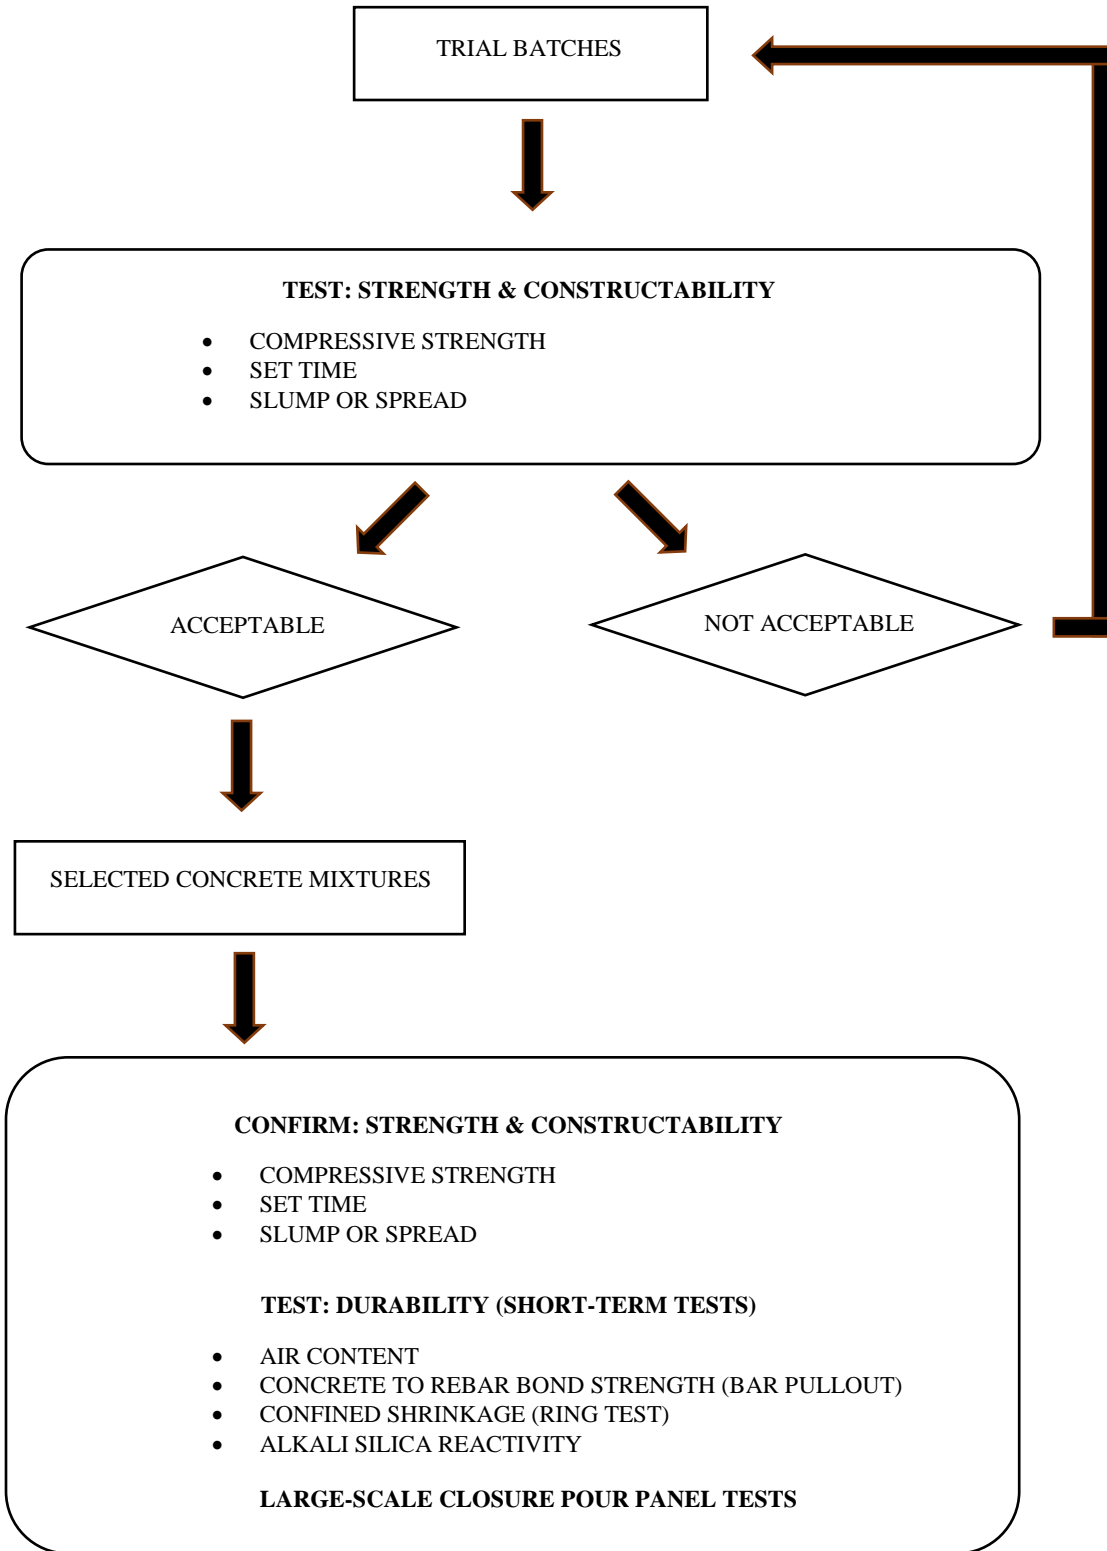 TRIAL BATCHES
TEST: STRENGTH & CONSTRUCTABILITY
• COMPRESSIVE STRENGTH
• SET TIME
• SLUMP OR SPREAD
ACCEPTABLE
NOT ACCEPTABLE
SELECTED CONCRETE MIXTURES
CONFIRM: STRENGTH & CONSTRUCTABILITY
• COMPRESSIVE STRENGTH
• SET TIME
• SLUMP OR SPREAD
TEST: DURABILITY (SHORT-TERM TESTS)
• AIR CONTENT
• CONCRETE TO REBAR BOND STRENGTH (BAR PULLOUT)
• CONFINED SHRINKAGE (RING TEST)
• ALKALI SILICA REACTIVITY
LARGE-SCALE CLOSURE POUR PANEL TESTS